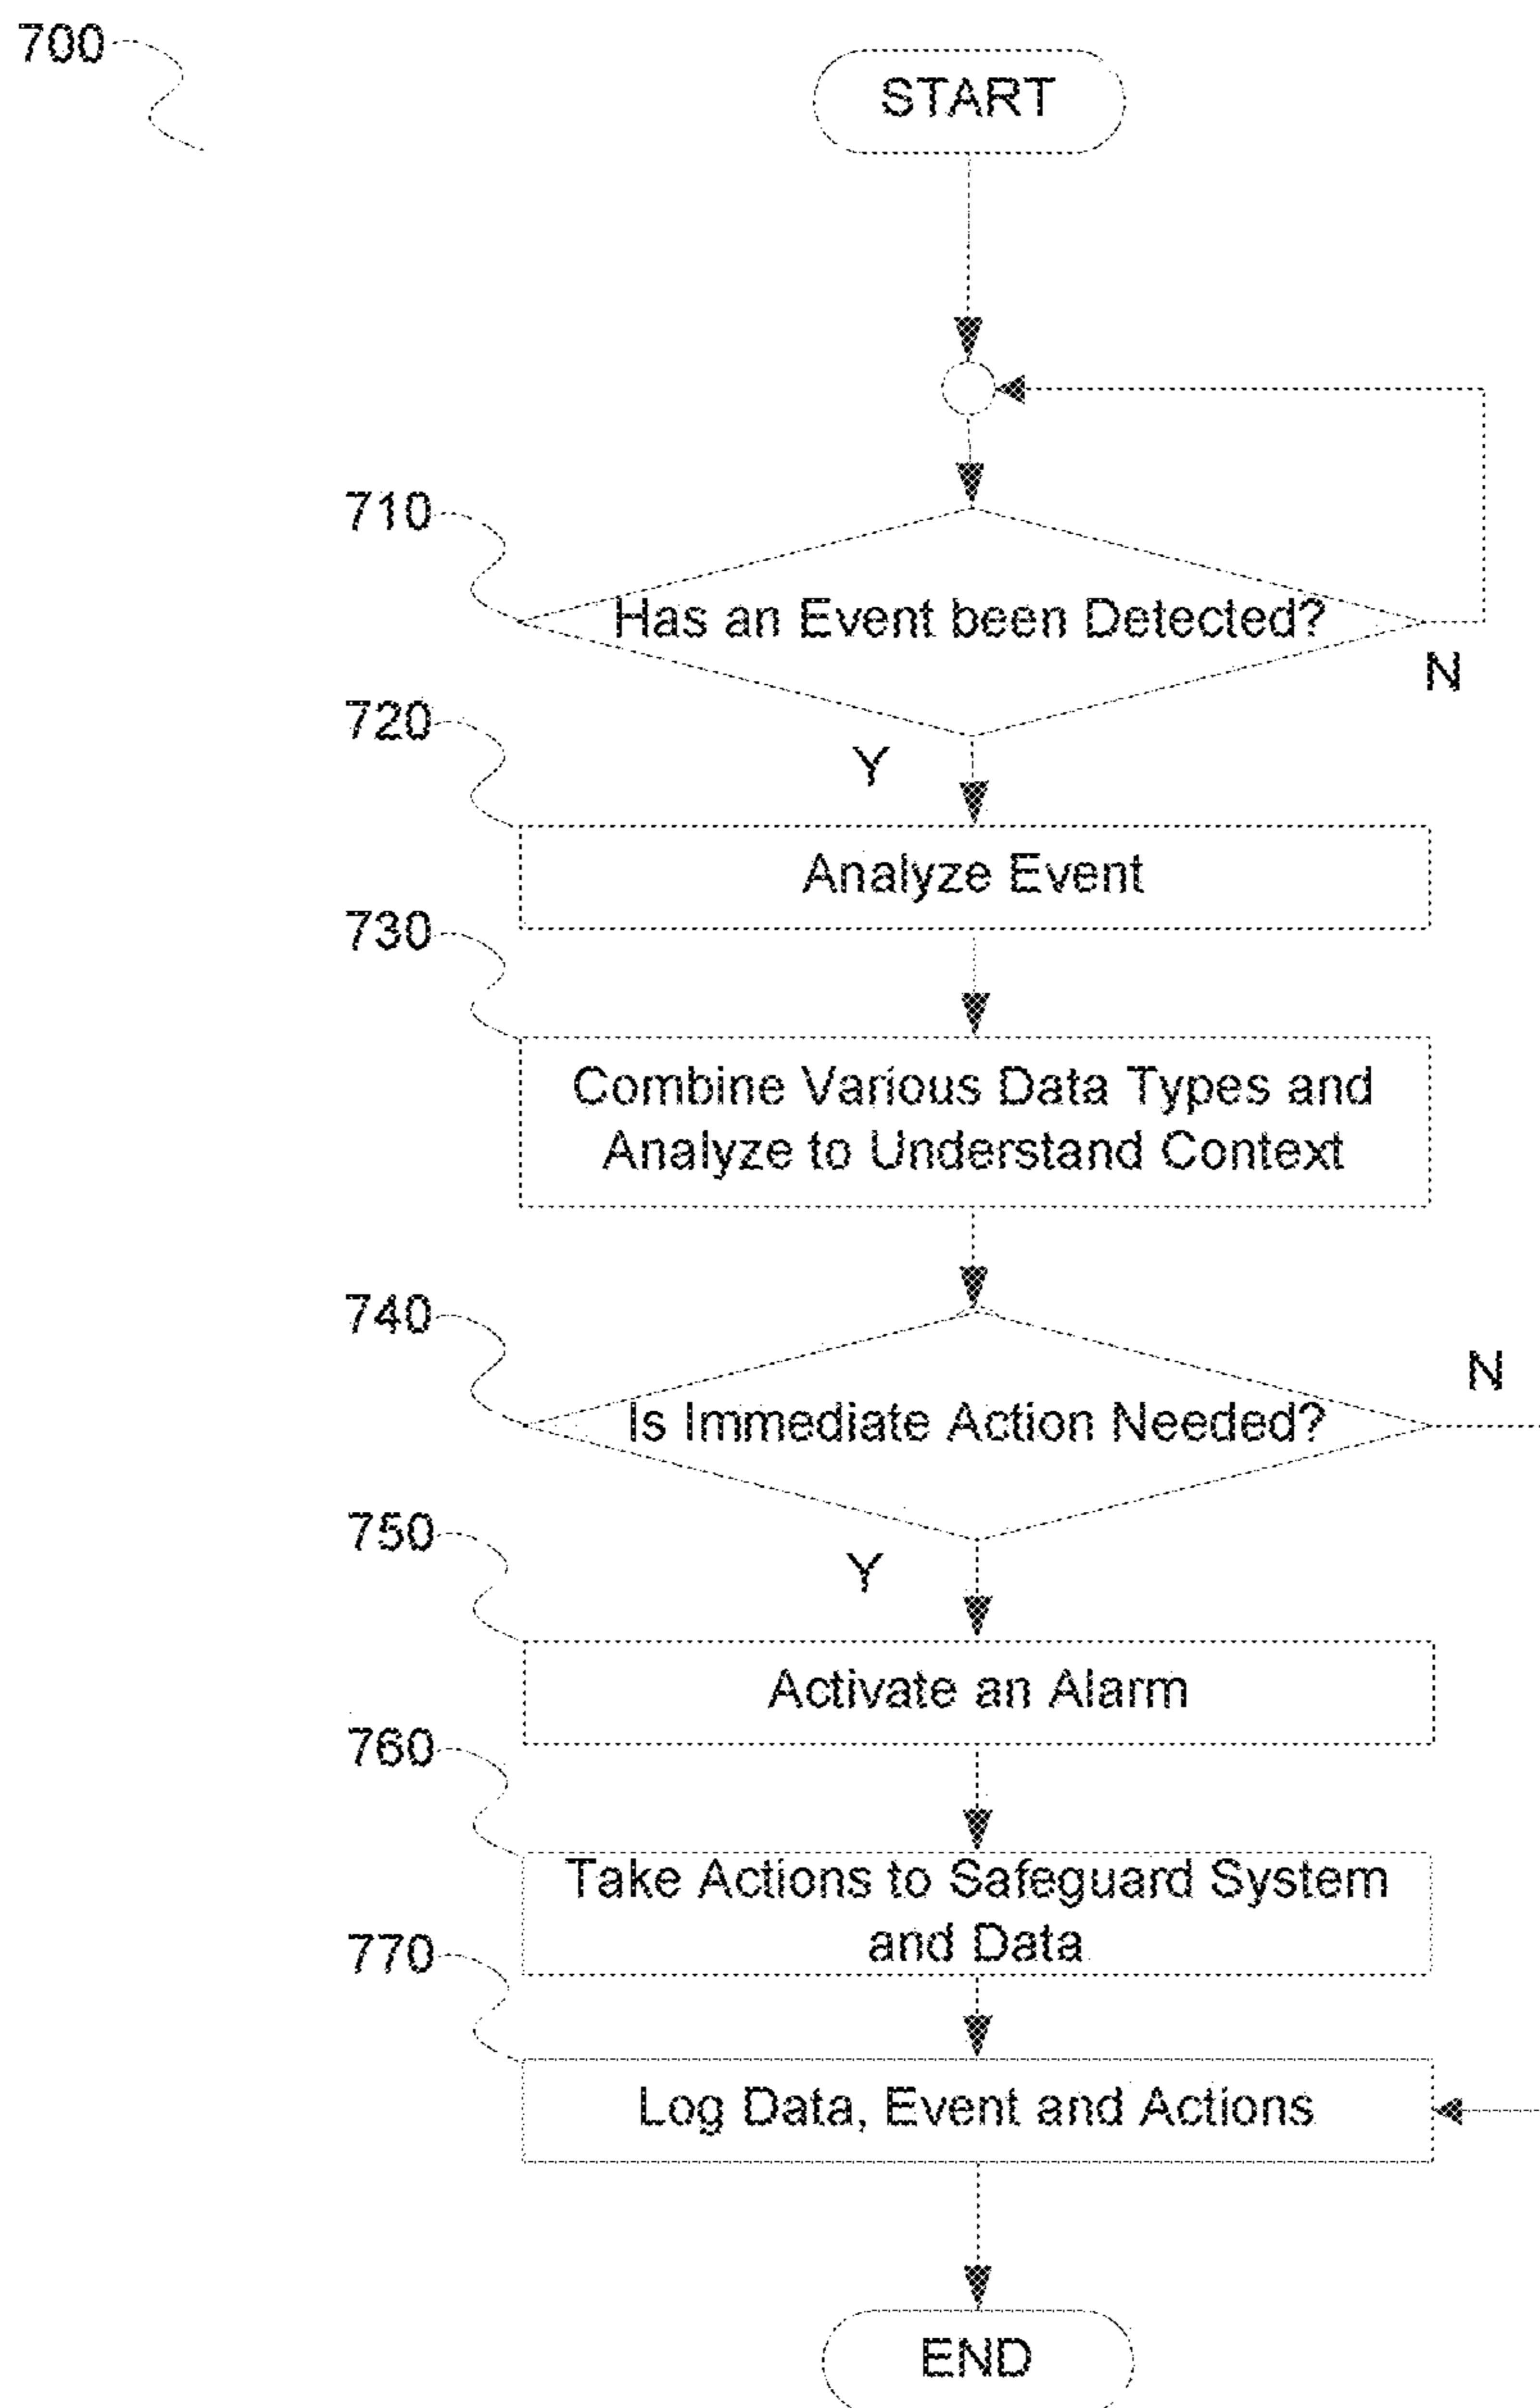 700
START
710
Has an Event been Detected?
N
720
Y
Analyze Event
730
Combine Various Data Types and
Analyze to Understand Context
740
N
Is Immediate Action Needed?
750
Y
Activate an Alarm
760
Take Actions to Safeguard System
and Data
770
Log Data, Event and Actions
END